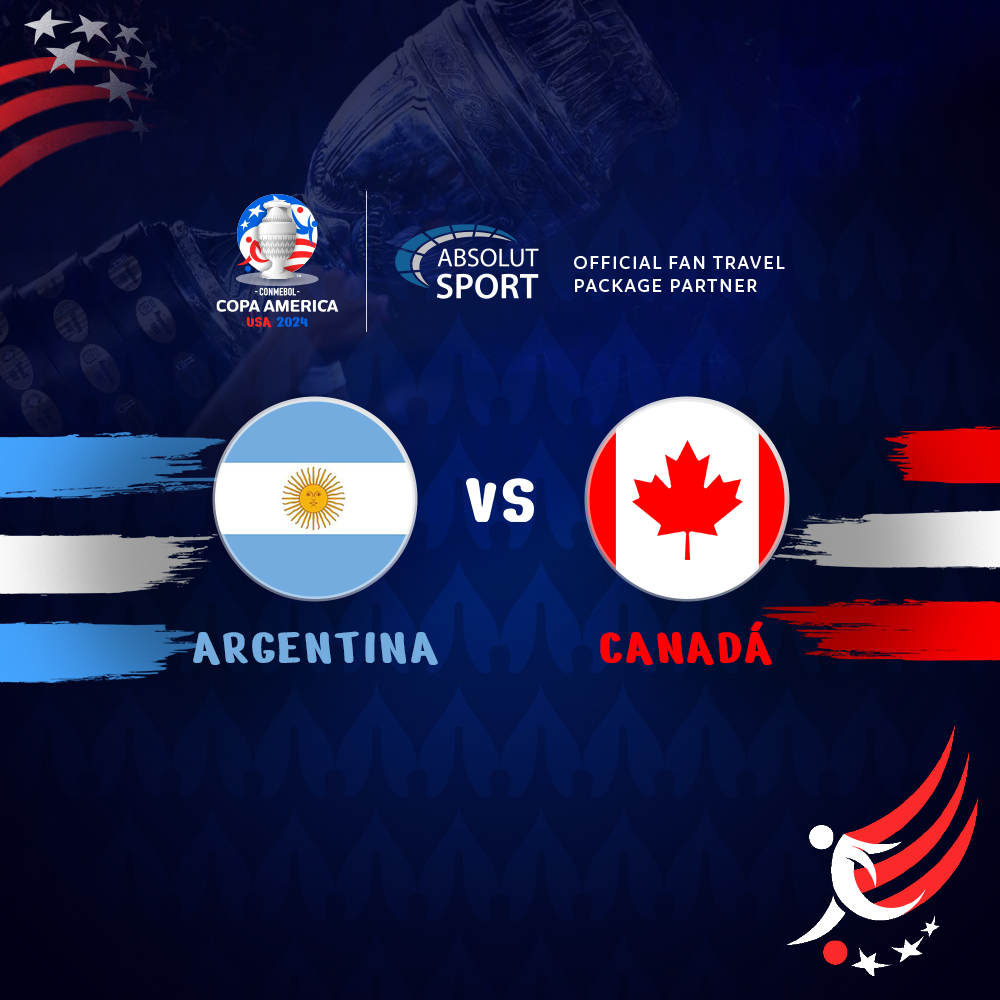 ABSOLUT
SPORT
OFFICIAL FAN TRAVEL
PACKAGE PARTNER
-CONMEBOL-
COPA AMERICA
USA 2024
VS
ARGENTINA
CANADÁ